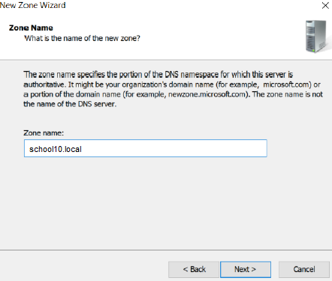 New Zone Wizard
Zone Name
What is the name of the new zone?
The zone name specifies the portion of the DNS namespace for which this server is
authoritative. It might be your organization's domain name (for example, microsoft.com) or
a portion of the domain name (for example, newzone.microsoft.com). The zone name is not
the name of the DNS server.
Zone name:
school10.local
< Back
Next >
Cancel